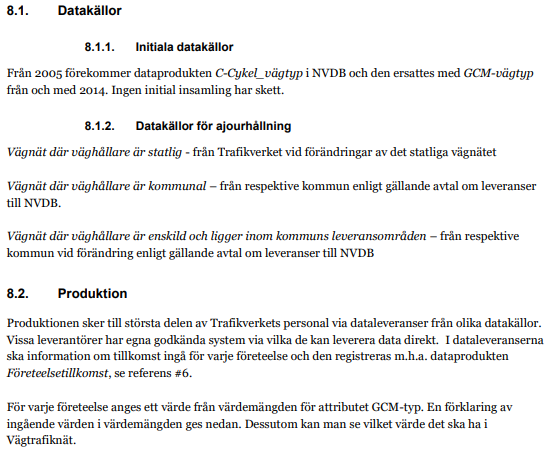 8.1. Datakällor
8.1.1. Initiala datakällor
Från 2005 förekommer dataprodukten C-Cykel_vägtyp i NVDB och den ersattes med GCM-vägtyp
från och med 2014. Ingen initial insamling har skett.
8.1.2. Datakällor för ajourhållning
Vägnät där väghållare är statlig - från Trafikverket vid förändringar av det statliga vägnätet
Vägnät där väghållare är kommunal – från respektive kommun enligt gällande avtal om leveranser
till NVDB.
Vägnät där väghållare är enskild och ligger inom kommuns leveransområden – från respektive
kommun vid förändring enligt gällande avtal om leveranser till NVDB
8.2. Produktion
Produktionen sker till största delen av Trafikverkets personal via dataleveranser från olika datakällor.
Vissa leverantörer har egna godkända system via vilka de kan leverera data direkt. I dataleveranserna
ska information om tillkomst ingå för varje företeelse och den registreras m.h.a. dataprodukten
Företeelsetillkomst, se referens #6.
För varje företeelse anges ett värde från värdemängden för attributet GCM-typ. En förklaring av
ingående värden i värdemängden ges nedan. Dessutom kan man se vilket värde det ska ha i
Vägtrafiknät.